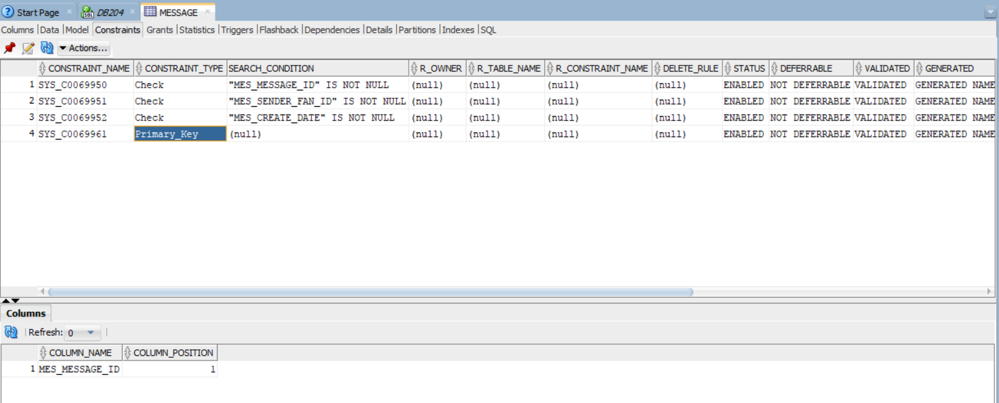 Start Page DB204 MESSAGE
Columns Data Model Constraints Grants Statistics Triggers Flashback Dependencies Details Partitions Indexes SQL
Actions...
CONSTRAINT_NAME CONSTRAINT_TYPE SEARCH_CONDITION R_OWNER R_TABLE_NAME R_CONSTRAINT_NAME DELETE_RULE STATUS DEFERRABLE VALIDATED GENERATED
1 SYS_C0069950 Check "MES_MESSAGE_ID" IS NOT NULL (null) (null) (null) (null) ENABLED NOT DEFERRABLE VALIDATED GENERATED NAME
2 SYS_C0069951 Check "MES_SENDER_FAN_ID" IS NOT NULL (null) (null) (null) (null) ENABLED NOT DEFERRABLE VALIDATED GENERATED NAME
3 SYS_C0069952 Check "MES_CREATE_DATE" IS NOT NULL (null) (null) (null) (null) ENABLED NOT DEFERRABLE VALIDATED GENERATED NAME
4 SYS_C0069961 Primary_Key (null) (null) (null) (null) (null) ENABLED NOT DEFERRABLE VALIDATED GENERATED NAME
Columns
Refresh: 0
COLUMN_NAME COLUMN_POSITION
1 MES_MESSAGE_ID 1